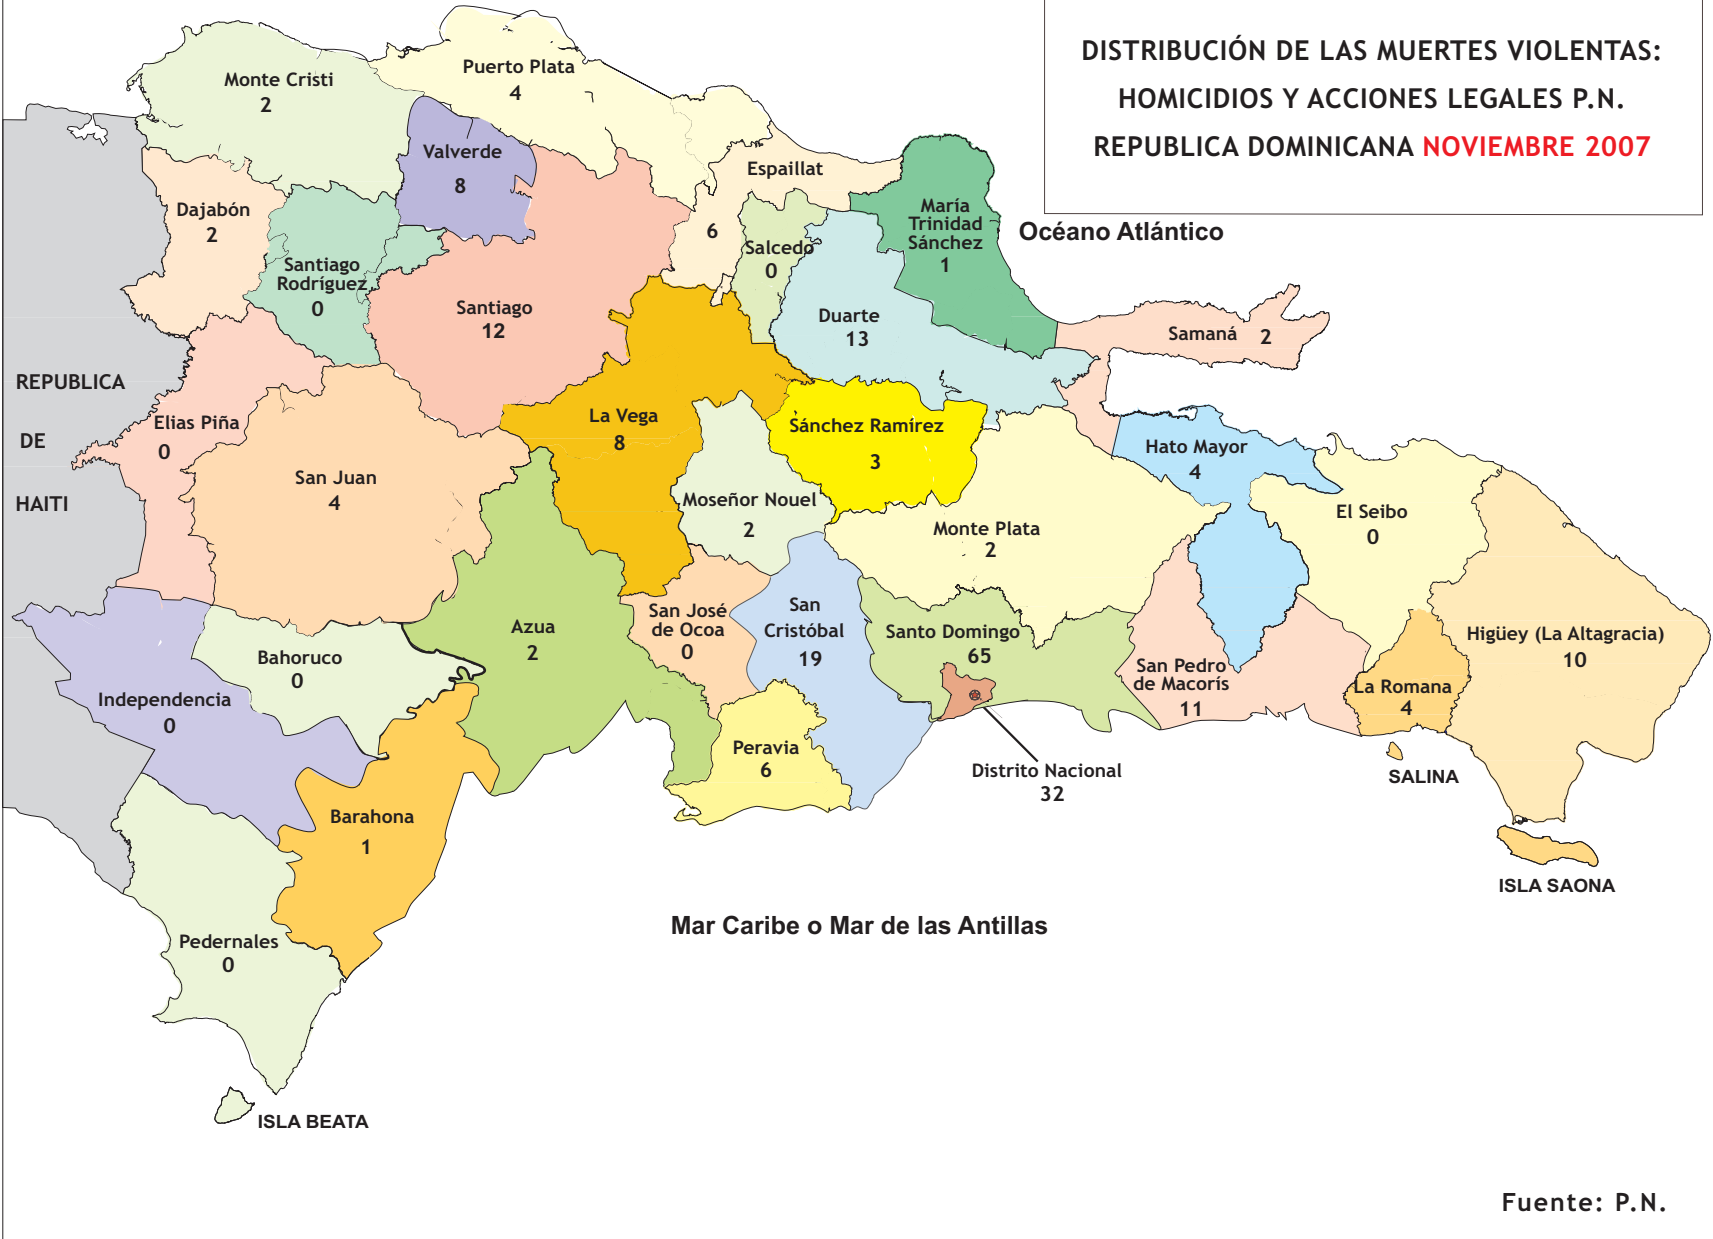 DISTRIBUCIÓN DE LAS MUERTES VIOLENTAS:
HOMICIDIOS Y ACCIONES LEGALES P.N.
REPUBLICA DOMINICANA NOVIEMBRE 2007
Monte Cristi
2
Puerto Plata
4
Valverde
8
Espaillat
6
Dajabón
2
María
Trinidad
Sánchez
1
Océano Atlántico
Salcedo
0
Santiago
Rodríguez
0
Santiago
12
Duarte
13
Samaná 2
REPUBLICA
DE
HAITI
Elias Piña
0
La Vega
8
Sánchez Ramírez
3
Hato Mayor
4
San Juan
4
Moseñor Nouel
2
Monte Plata
2
El Seibo
0
San José
de Ocoa
0
San
Cristóbal
19
Azua
2
Santo Domingo
65
Higüey (La Altagracia)
10
Bahoruco
0
San Pedro
de Macorís
11
La Romana
4
Independencia
0
Peravia
6
Distrito Nacional
32
SALINA
Barahona
1
ISLA SAONA
Mar Caribe o Mar de las Antillas
Pedernales
0
ISLA BEATA
Fuente: P.N.